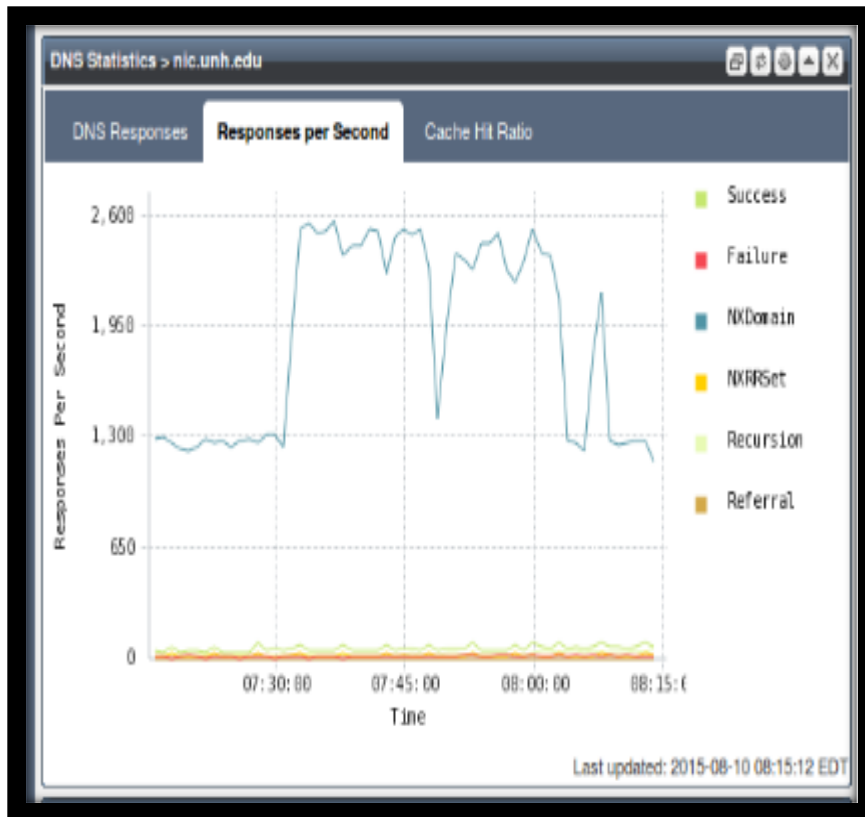 DNS Statistics > nic.unh.edu
DNS Responses
Responses per Second
Cache Hit Ratio
2,600
1,950
1,300
650
0
Responses Per Second
07:30:00
07:45:00
08:00:00
08:15:(
Time
Success
Failure
NXDomain
NXRRSet
Recursion
Referral
Last updated: 2015-08-10 08:15:12 EDT